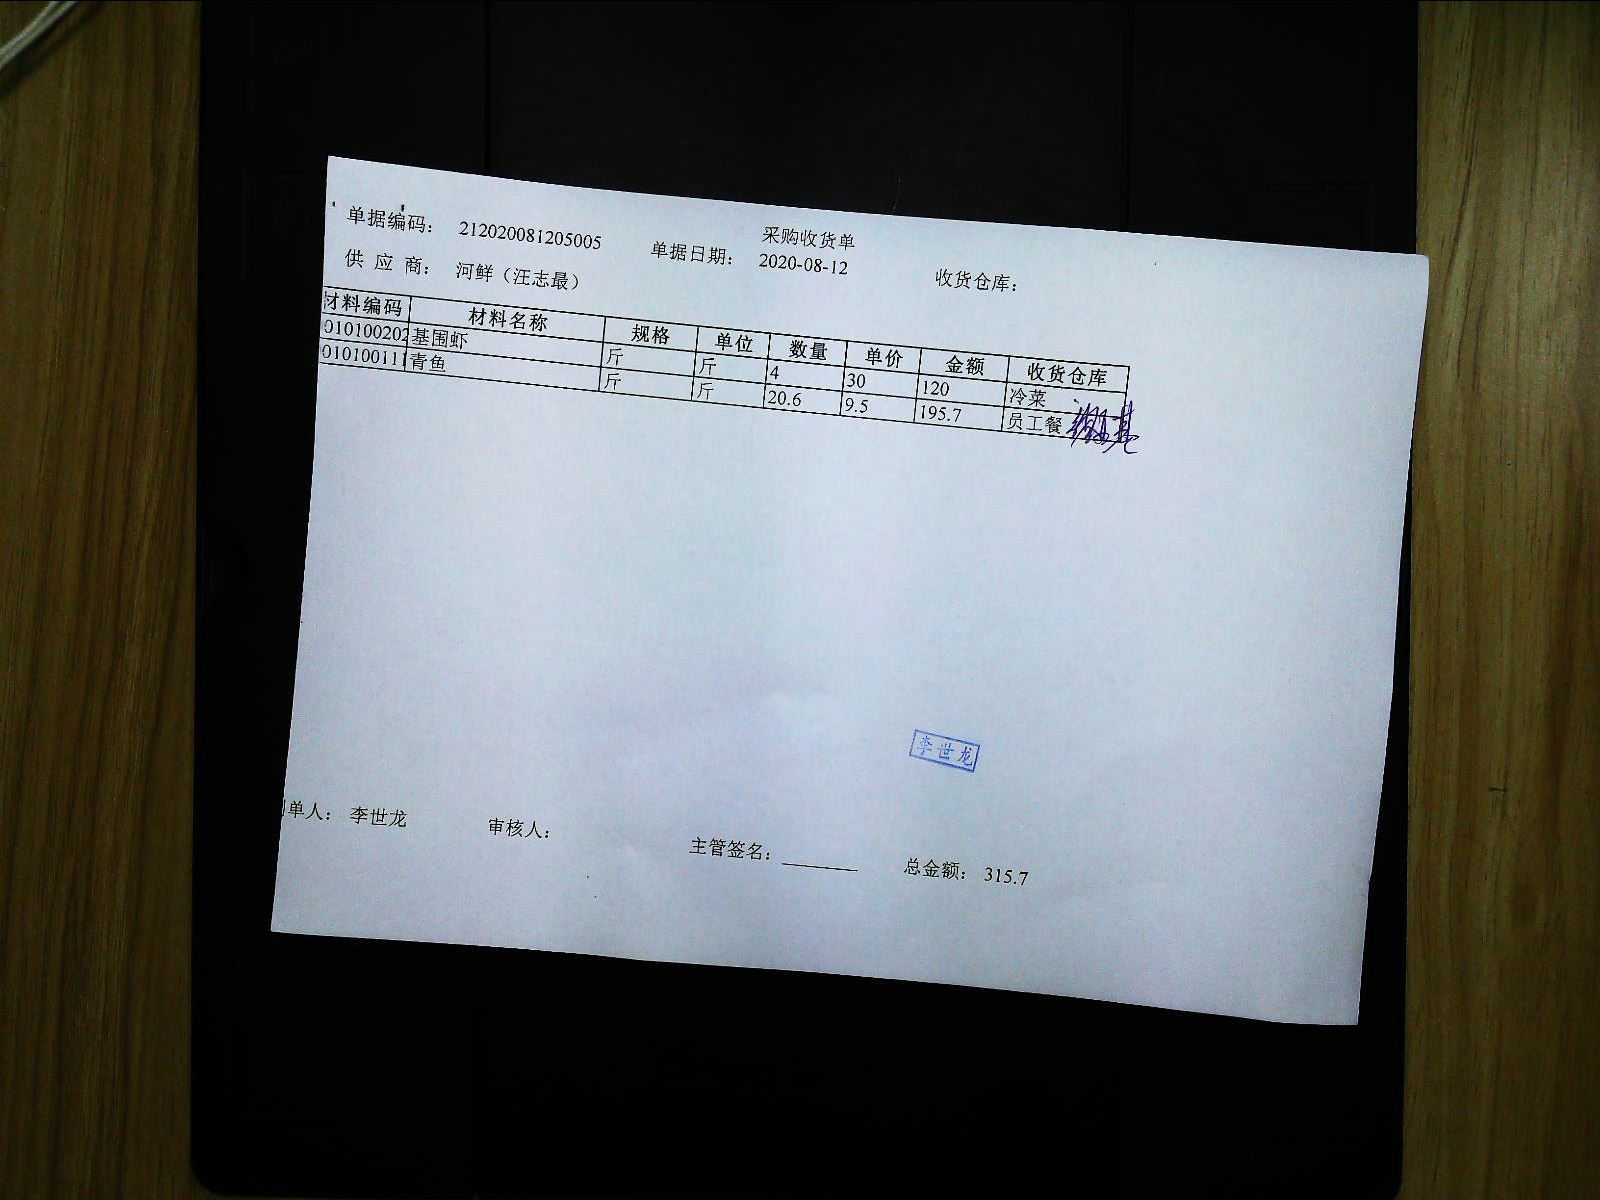 采购收货单
单据编码： 212020081205005 单据日期： 2020-08-12 收货仓库：
供 应 商： 河鲜（汪志最）
材料编码 材料名称 规格 单位 数量 单价 金额 收货仓库
010100202 基围虾 斤 斤 4 30 120 冷菜
010100111 青鱼 斤 斤 20.6 9.5 195.7 员工餐
李世龙
单人： 李世龙 审核人： 主管签名： 总金额： 315.7